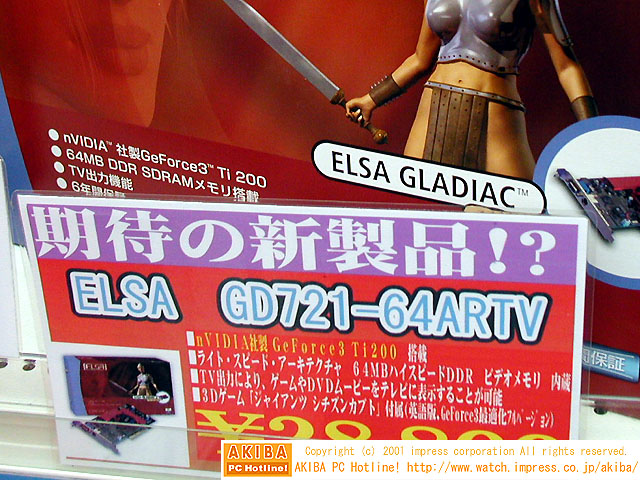 ● nVIDIA™ 社製GeForce3™ Ti 200
● 64MB DDR SDRAMメモリ搭載
● TV出力機能
● 6年間保証
ELSA GLADIAC™
期待の新製品!?
ELSA GD721-64ARTV
■nVIDIA社製 GeForce3 Ti200 搭載
■ライト・スピード・アーキテクチャ 64MBハイスピードDDR ビデオメモリ 内蔵
■TV出力により、ゲームやDVDムービーをテレビに表示することが可能
■3Dゲーム「ジャイアンツ シチズンカブト」付属(英語版、GeForce3最適化フルバージョン)
間保証
AKIBA
PC Hotline!
Copyright (c) 2001 impress corporation All rights reserved.
AKIBA PC Hotline! http://www.watch.impress.co.jp/akiba/